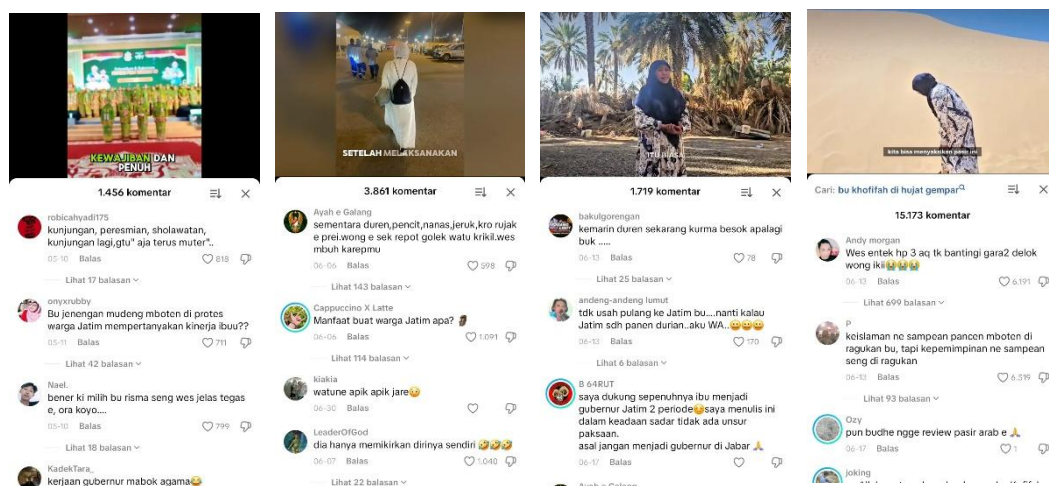 KEWAJIBAN DAN
PENUH
1.456 komentar
robicahyadi175
kunjungan, peresmian, sholawatan,
kunjungan lagi,gtu" aja terus muter"..
05-10 Balas 818
Lihat 17 balasan
onyxrubby
Bu jenengan mudeng mboten di protes
warga Jatim mempertanyakan kinerja ibuu??
05-11 Balas 711
Lihat 42 balasan
Nael.
bener ki milih bu risma seng wes jelas tegas
e, ora koyo....
05-10 Balas 799
Lihat 18 balasan
KadekTara_
kerjaan gubernur mabok agama😂
SETELAH MELAKSANAKAN
3.861 komentar
Ayah e Galang
sementara duren,pencit,nanas,jeruk,kro rujak
e prei.wong e sek repot golek watu krikil.wes
mbuh karepmu
06-06 Balas 598
Lihat 143 balasan
Cappuccino X Latte
Manfaat buat warga Jatim apa? 🗿
06-06 Balas 1.091
Lihat 114 balasan
kiakia
watune apik apik jare😥
06-30 Balas
LeaderOfGod
dia hanya memikirkan dirinya sendiri 🤣🤣🤣
06-07 Balas 1.040
Lihat 22 balasan
ITU BIASA
1.719 komentar
bakulgorengan
kemarin duren sekarang kurma besok apalagi
buk .....
06-13 Balas 78
Lihat 25 balasan
andeng-andeng lumut
tdk usah pulang ke Jatim bu....nanti kalau
Jatim sdh panen durian..aku WA..😀😀😀
06-13 Balas 170
Lihat 6 balasan
B 64RUT
saya dukung sepenuhnya ibu menjadi
gubernur Jatim 2 periode😏saya menulis ini
dalam keadaan sadar tidak ada unsur
paksaan.
asal jangan menjadi gubernur di Jabar 🙏
06-17 Balas
Ayah e Galang
kita bisa menyaksikan pasir ini
Cari: bu khofifah di hujat gempar
15.173 komentar
Andy morgan
Wes entek hp 3 aq tk bantingi gara2 delok
wong iki😭😭😭
06-13 Balas 6.191
Lihat 699 balasan
P
keislaman ne sampean pancen mboten di
ragukan bu, tapi kepemimpinan ne sampean
seng di ragukan
06-13 Balas 6.519
Lihat 93 balasan
Ozy
pun budhe ngge review pasir arab e 🙏
06-17 Balas 1
joking